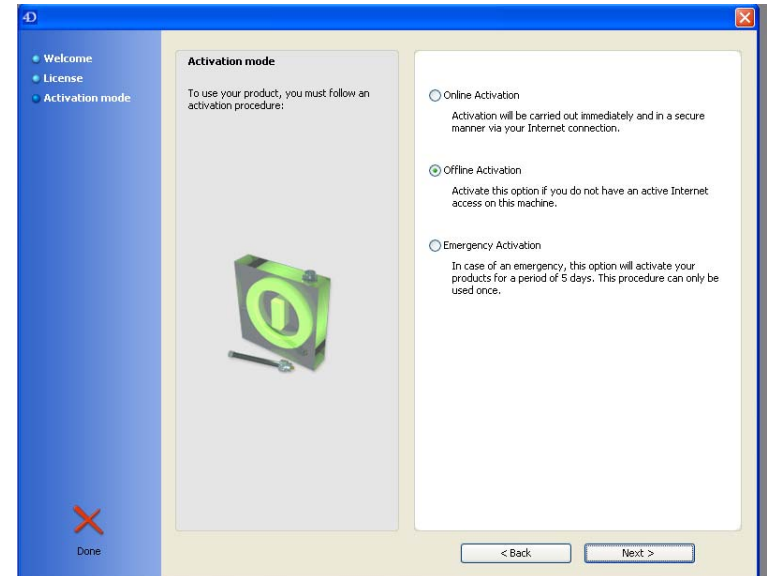 4D
Welcome
License
Activation mode
Done
Activation mode
To use your product, you must follow an
activation procedure:
Online Activation
Activation will be carried out immediately and in a secure
manner via your Internet connection.
Offline Activation
Activate this option if you do not have an active Internet
access on this machine.
Emergency Activation
In case of an emergency, this option will activate your
products for a period of 5 days. This procedure can only be
used once.
< Back
Next >